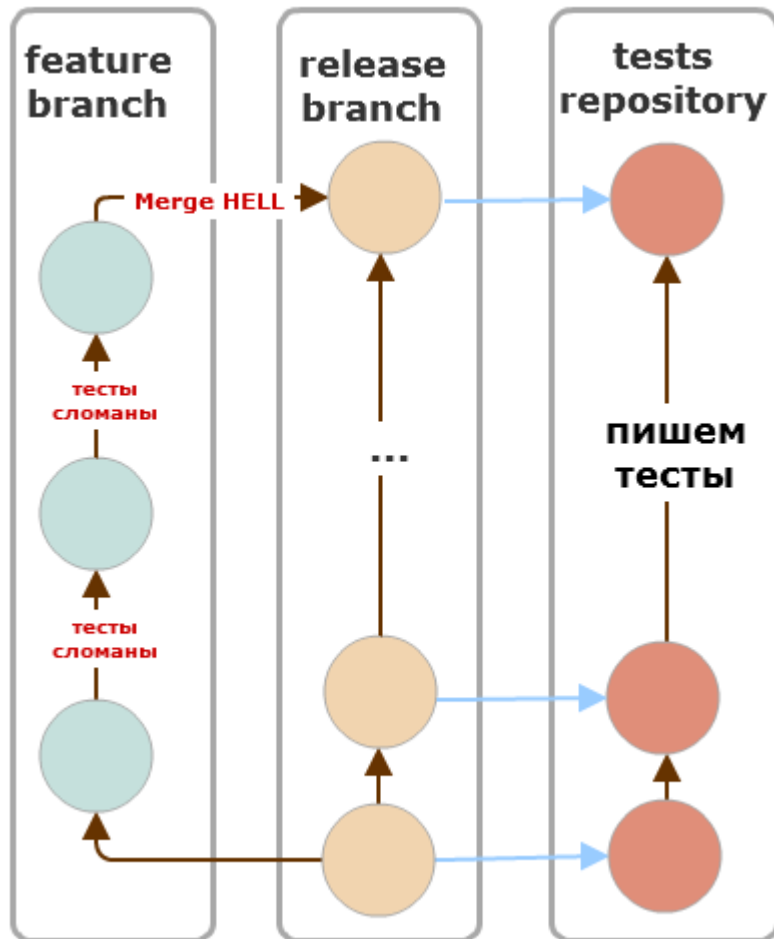 feature
branch
release
branch
tests
repository
Merge HELL
тесты
сломаны
...
пишем
тесты
тесты
сломаны